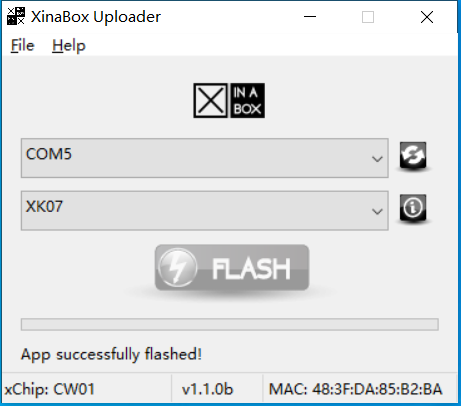 XinaBox Uploader
File Help
IN A
BOX
COM5
XK07
FLASH
App successfully flashed!
xChip: CW01 v1.1.0b MAC: 48:3F:DA:85:B2:BA